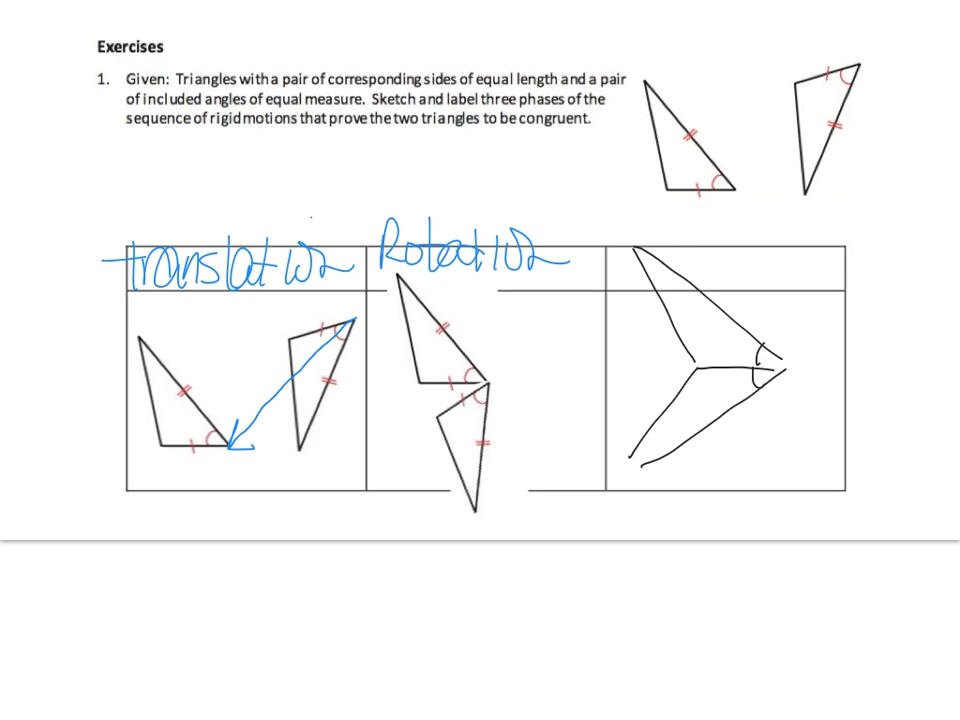 Exercises
1. Given: Triangles with a pair of corresponding sides of equal length and a pair
of included angles of equal measure. Sketch and label three phases of the
sequence of rigid motions that prove the two triangles to be congruent.
translation Rotation